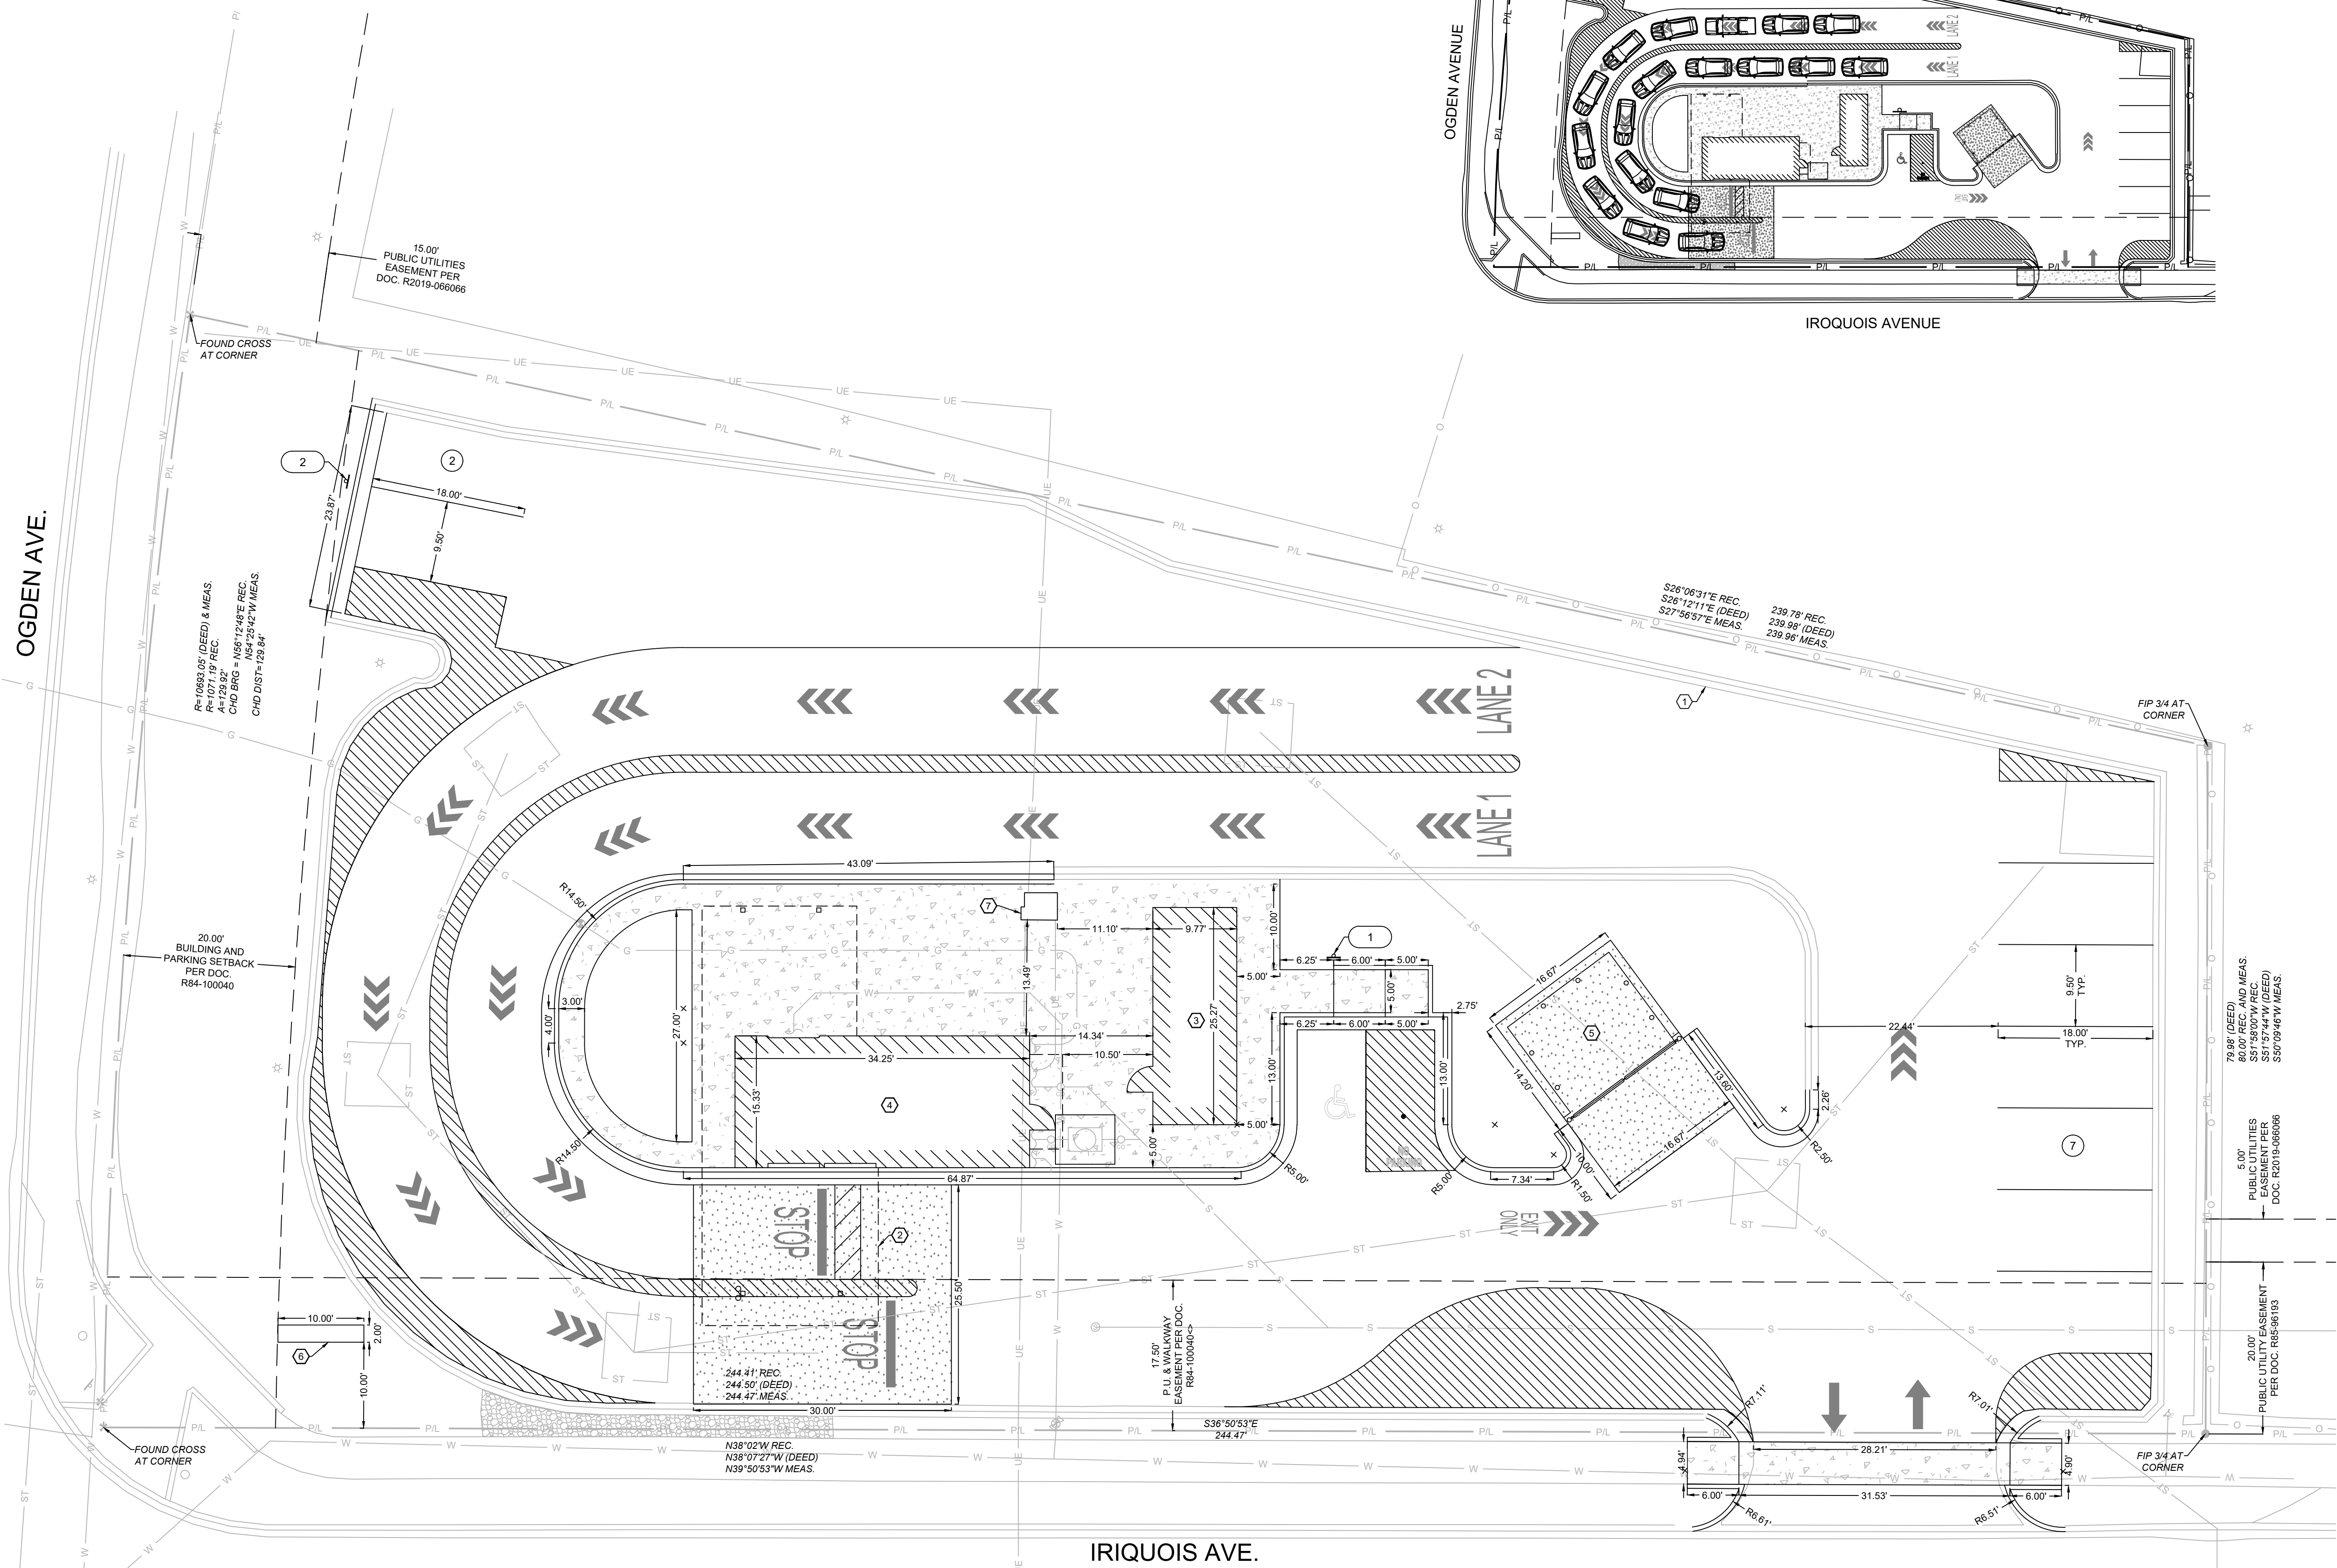 OGDEN AVENUE
LANE 2
LANE 1
IROQUOIS AVENUE
P/L
15.00'
PUBLIC UTILITIES
EASEMENT PER
DOC. R2019-066066
FOUND CROSS
AT CORNER
UE
2
2
18.00'
23.87'
9.50'
OGDEN AVE.
R=10693.05' (DEED) & MEAS.
R=1071.19' REC.
A=129.92'
CHD BRG = N56°12'48"E REC.
N54°25'42"W MEAS.
CHD DIST=129.84'
S26°06'31"E REC.
S26°12'11"E (DEED)
S27°56'57"E MEAS.
239.78' REC.
239.98' (DEED)
239.96' MEAS.
1
FIP 3/4 AT
CORNER
LANE 2
LANE 1
20.00'
BUILDING AND
PARKING SETBACK
PER DOC.
R84-100040
43.09'
R14.50'
7
11.10'
9.77'
10.00'
1
6.25'
6.00'
5.00'
5.00'
13.49'
3.00'
4.00'
27.00'
3
25.27'
5.00'
6.25'
6.00'
5.00'
2.75'
16.67'
5
14.34'
10.50'
34.25'
15.33'
4
13.00'
13.00'
14.20'
13.60'
16.67'
2.26'
R2.50'
22.44'
9.50'
TYP.
18.00'
TYP.
79.98' (DEED)
80.00' REC. AND MEAS.
S51°58'00"W REC.
S51°57'44"W (DEED)
S50°09'46"W MEAS.
5.00'
5.00'
R14.50'
64.87'
R5.00'
NO
PARKING
R5.00'
7.34'
10.00'
R1.50'
7
5.00'
PUBLIC UTILITIES
EASEMENT PER
DOC. R2019-066066
STOP
2
EXIT
ONLY
25.50'
STOP
10.00'
2.00'
6
10.00'
17.50'
P.U. & WALKWAY
EASEMENT PER DOC.
R84-100040<>
20.00'
PUBLIC UTILITY EASEMENT
PER DOC. R85-96193
244.41' REC.
244.50' (DEED)
244.47' MEAS.
30.00'
S36°50'53"E
244.47'
R7.11'
R7.01'
FOUND CROSS
AT CORNER
N38°02'W REC.
N38°07'27"W (DEED)
N39°50'53"W MEAS.
28.21'
4.94'
4.90'
FIP 3/4 AT
CORNER
6.00'
31.53'
6.00'
R6.61'
R6.51'
IRIQUOIS AVE.